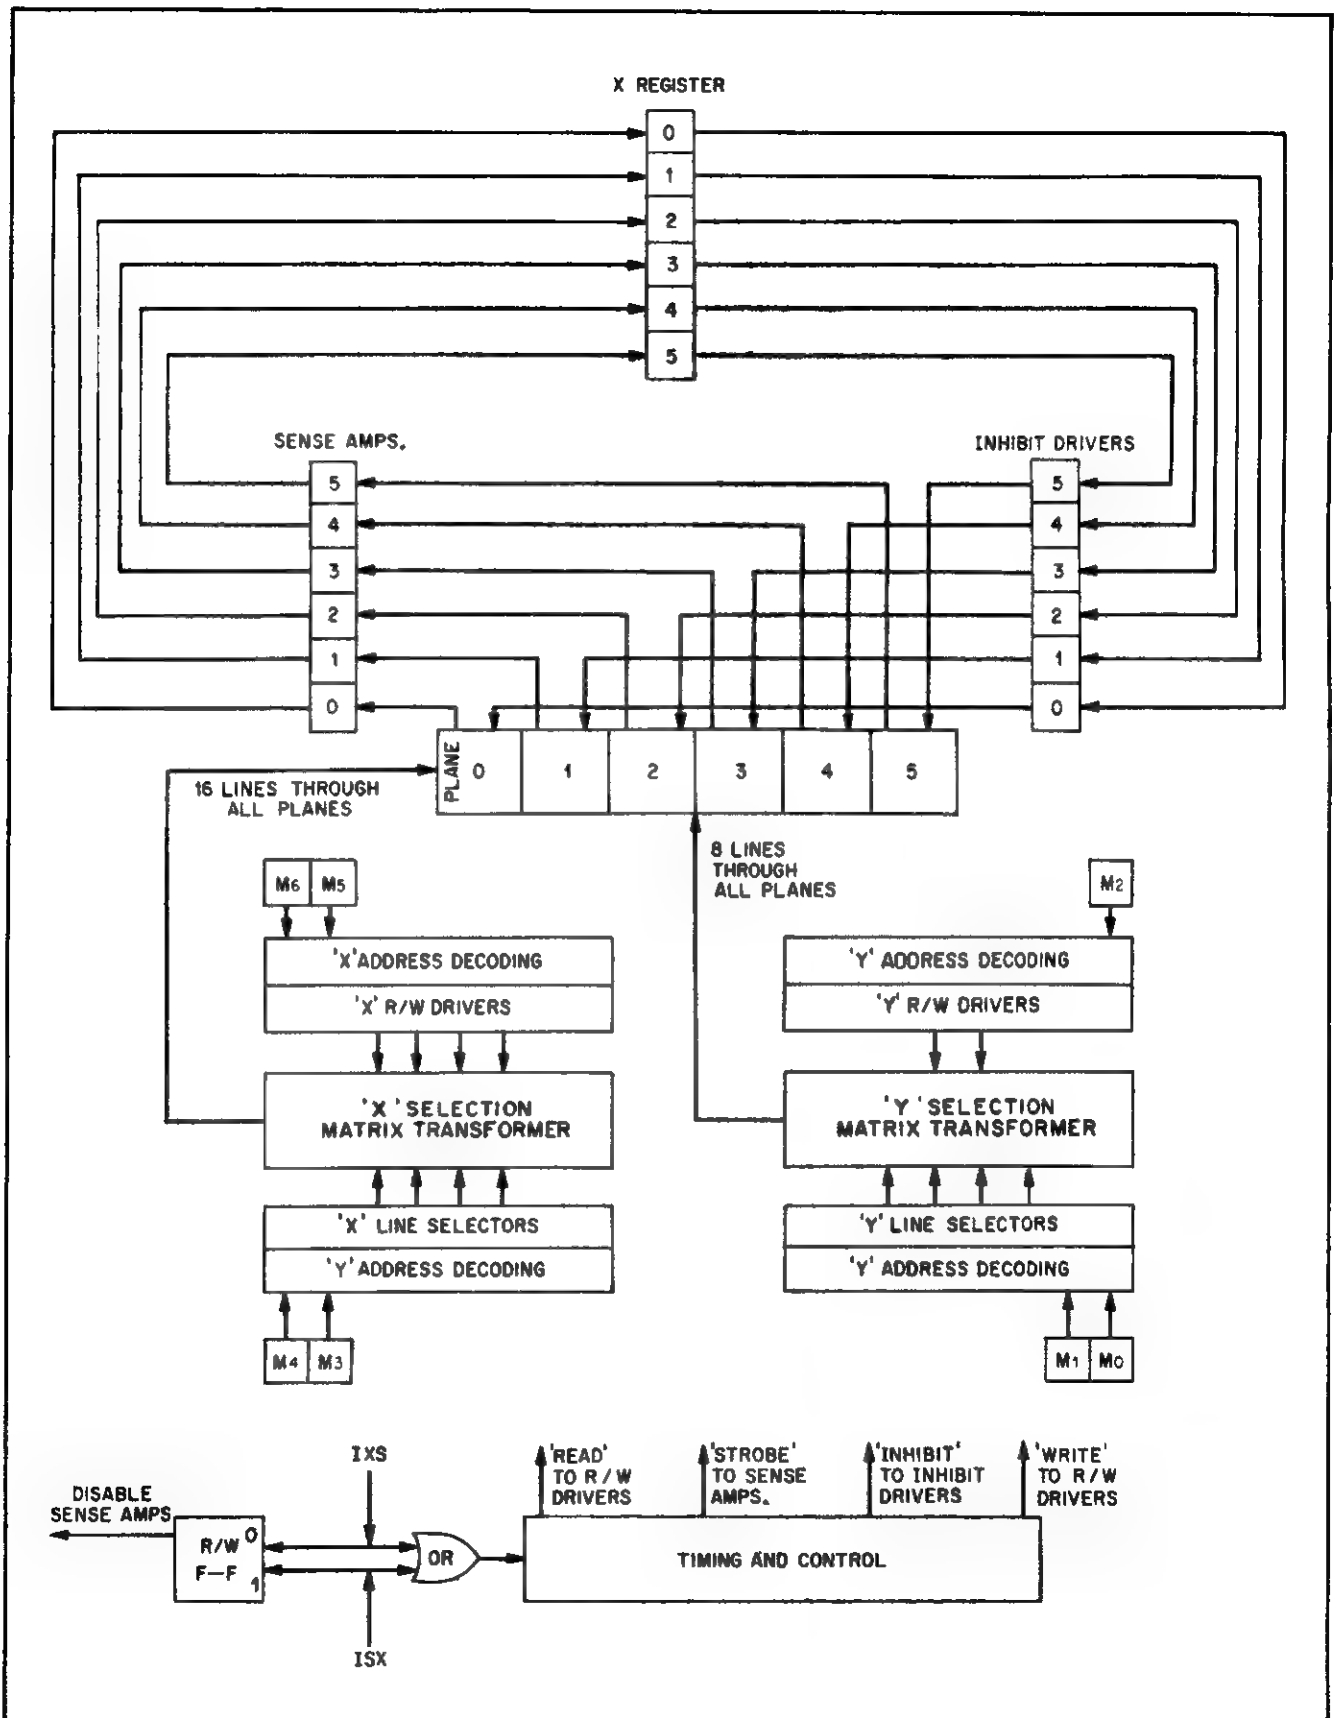 X REGISTER
0
1
2
3
4
5
SENSE AMPS.
5
4
3
2
1
0
INHIBIT DRIVERS
5
4
3
2
1
0
PLANE
0
1
2
3
4
5
16 LINES THROUGH
ALL PLANES
8 LINES
THROUGH
ALL PLANES
M6 M5
'X' ADDRESS DECODING
'X' R/W DRIVERS
'X' SELECTION
MATRIX TRANSFORMER
'X' LINE SELECTORS
'Y' ADDRESS DECODING
M4 M3
M2
'Y' ADDRESS DECODING
'Y' R/W DRIVERS
'Y' SELECTION
MATRIX TRANSFORMER
'Y' LINE SELECTORS
'Y' ADDRESS DECODING
M1 M0
DISABLE
SENSE AMPS
R/W 0
F-F 1
IXS
ISX
OR
'READ'
TO R/W
DRIVERS
'STROBE'
TO SENSE
AMPS.
'INHIBIT'
TO INHIBIT
DRIVERS
'WRITE'
TO R/W
DRIVERS
TIMING AND CONTROL